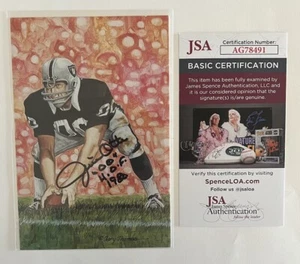 00
H.O.F.
JSA
Certification Number:
AG78491
BASIC CERTIFICATION
This item has been fully examined by
James Spence Authentication, LLC and it
is our considered opinion that the
signature(s) is/are genuine.
Verify this certification by visiting
SpenceLOA.com
Follow us @jsaloa
JSA
James Spence
Authentication